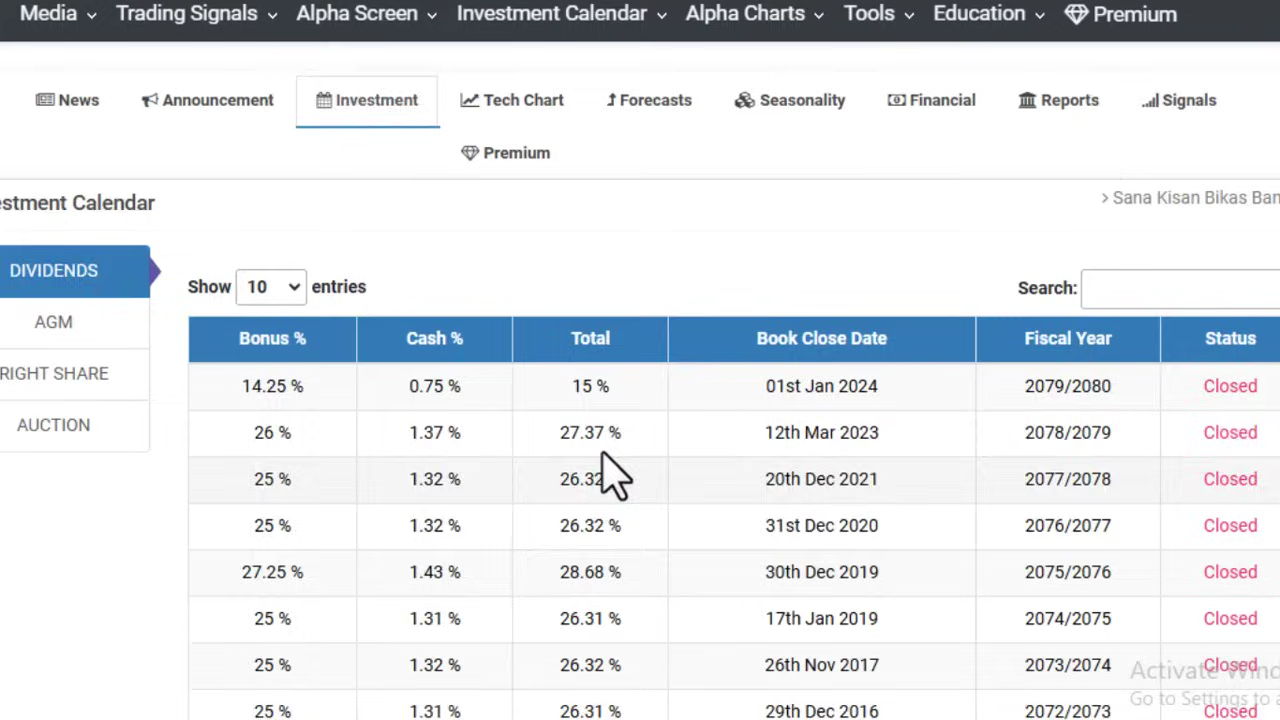 Media Trading Signals Alpha Screen Investment Calendar Alpha Charts Tools Education Premium
News Announcement Investment Tech Chart Forecasts Seasonality Financial Reports Signals
Premium
estment Calendar
> Sana Kisan Bikas Ban
DIVIDENDS
AGM
RIGHT SHARE
AUCTION
Show 10 entries
Search:
Bonus % Cash % Total Book Close Date Fiscal Year Status
14.25 % 0.75 % 15 % 01st Jan 2024 2079/2080 Closed
26 % 1.37 % 27.37 % 12th Mar 2023 2078/2079 Closed
25 % 1.32 % 26.32 20th Dec 2021 2077/2078 Closed
25 % 1.32 % 26.32 % 31st Dec 2020 2076/2077 Closed
27.25 % 1.43 % 28.68 % 30th Dec 2019 2075/2076 Closed
25 % 1.31 % 26.31 % 17th Jan 2019 2074/2075 Closed
25 % 1.32 % 26.32 % 26th Nov 2017 2073/2074 Closed
25 % 1.31 % 26.31 % 29th Dec 2016 2072/2073 Closed
Activate Wind
Go to Settings to a